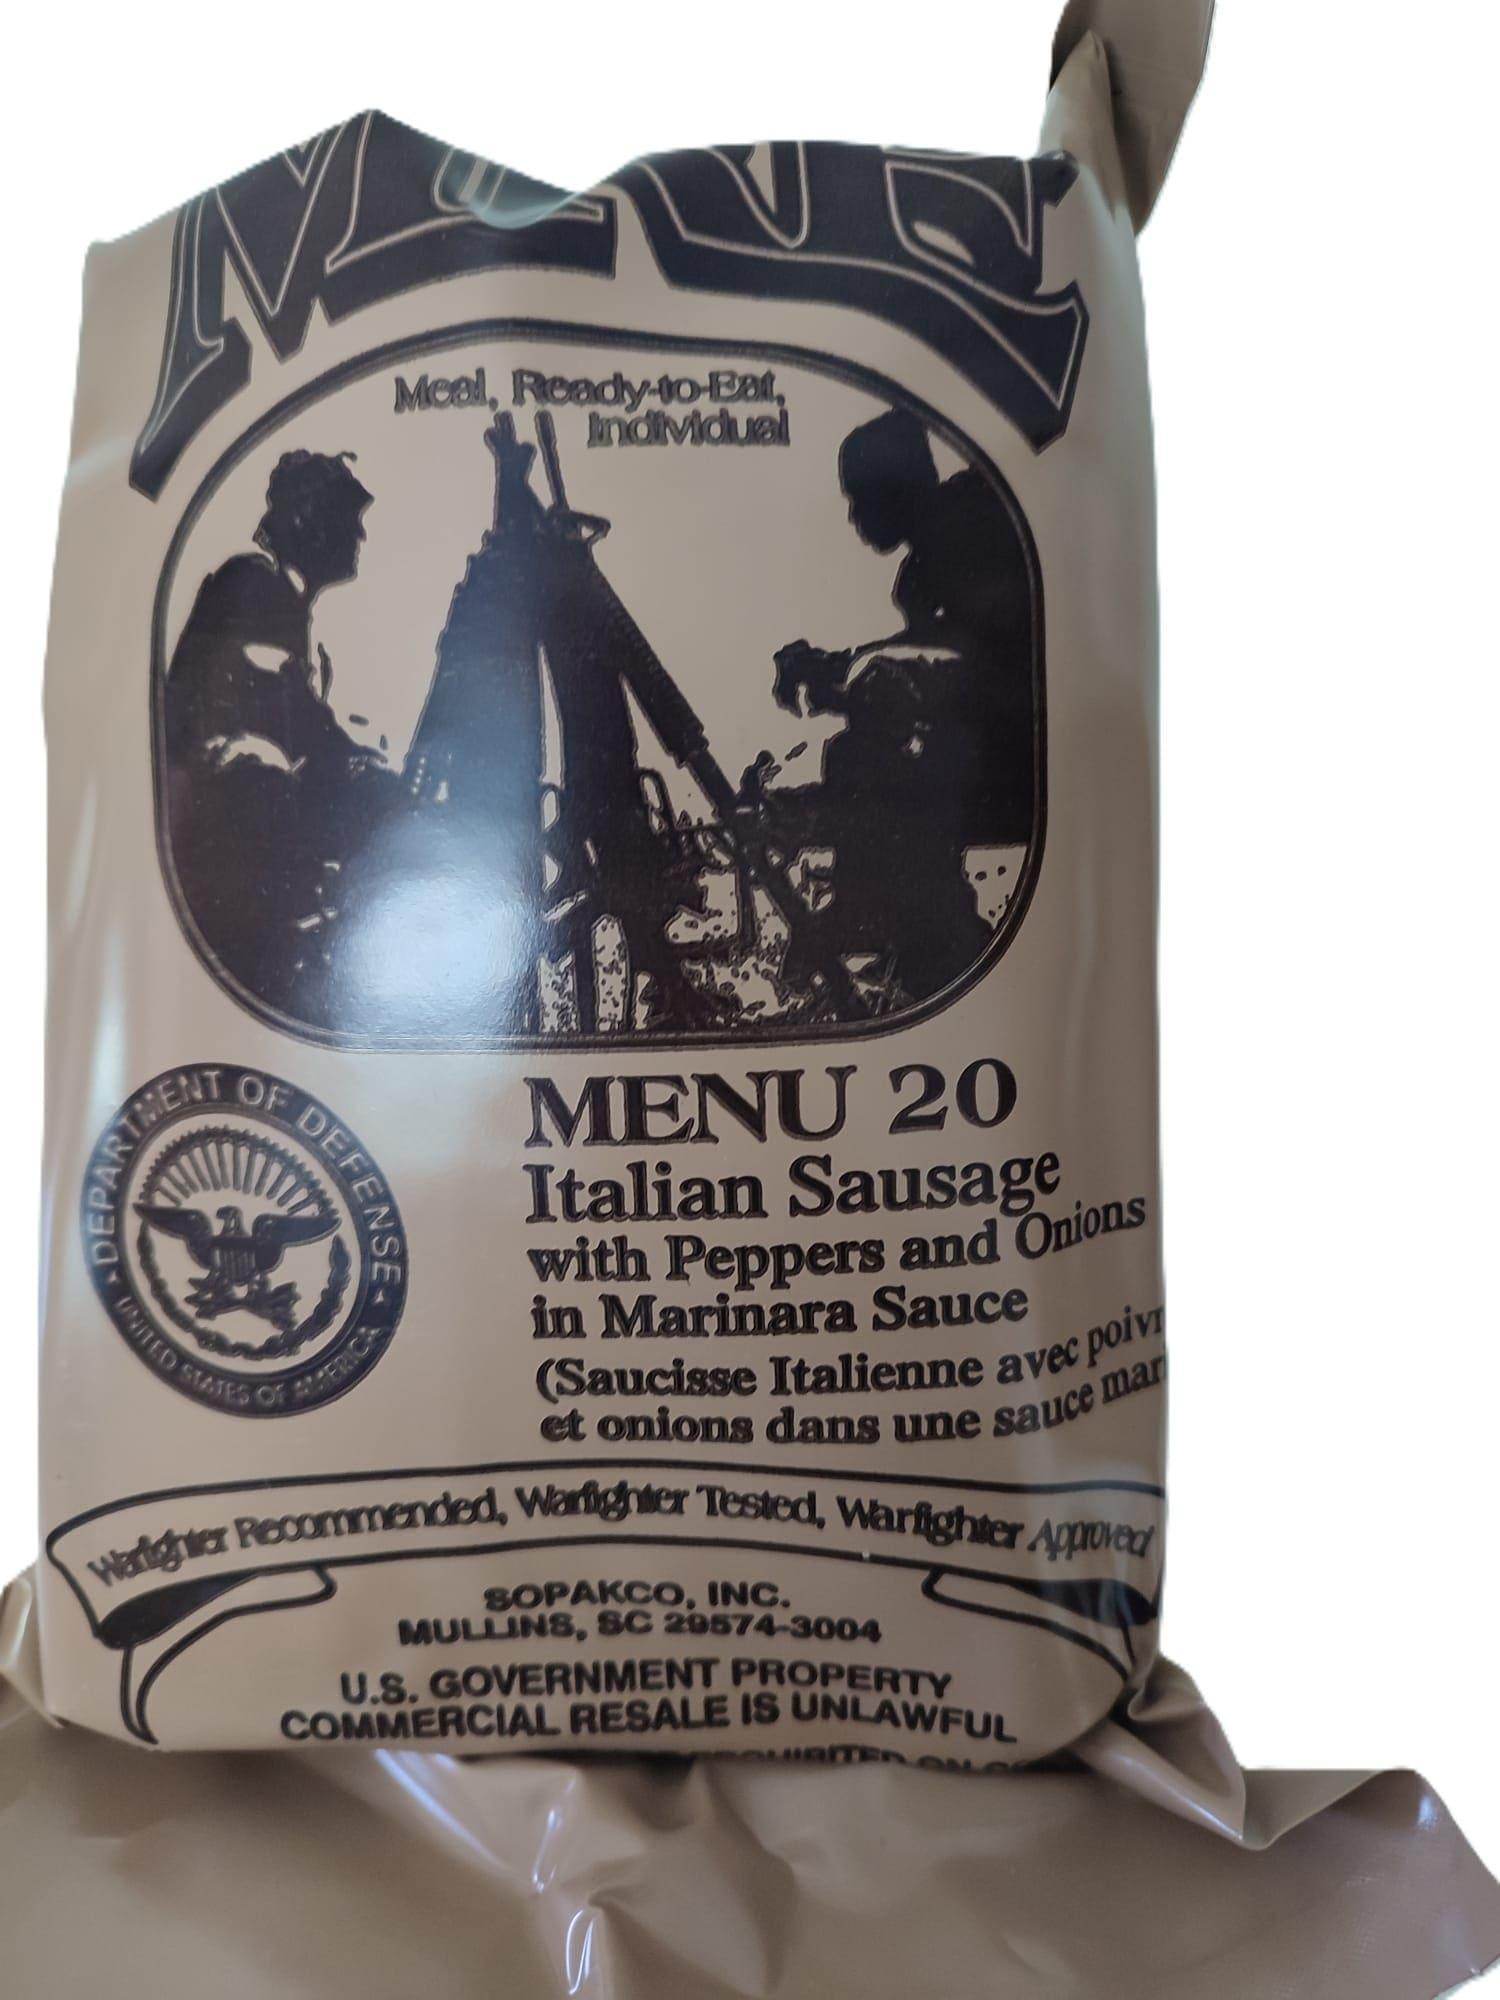 MRE
Meal, Ready-to-Eat,
Individual
DEPARTMENT OF DEFENSE
UNITED STATES OF AMERICA
MENU 20
Italian Sausage
with Peppers and Onions
in Marinara Sauce
(Saucisse Italienne avec poivr
et onions dans une sauce mar
Warfighter Recommended, Warfighter Tested, Warfighter Approved
SOPAKCO, INC.
MULLINS, SC 29574-3004
U.S. GOVERNMENT PROPERTY
COMMERCIAL RESALE IS UNLAWFUL